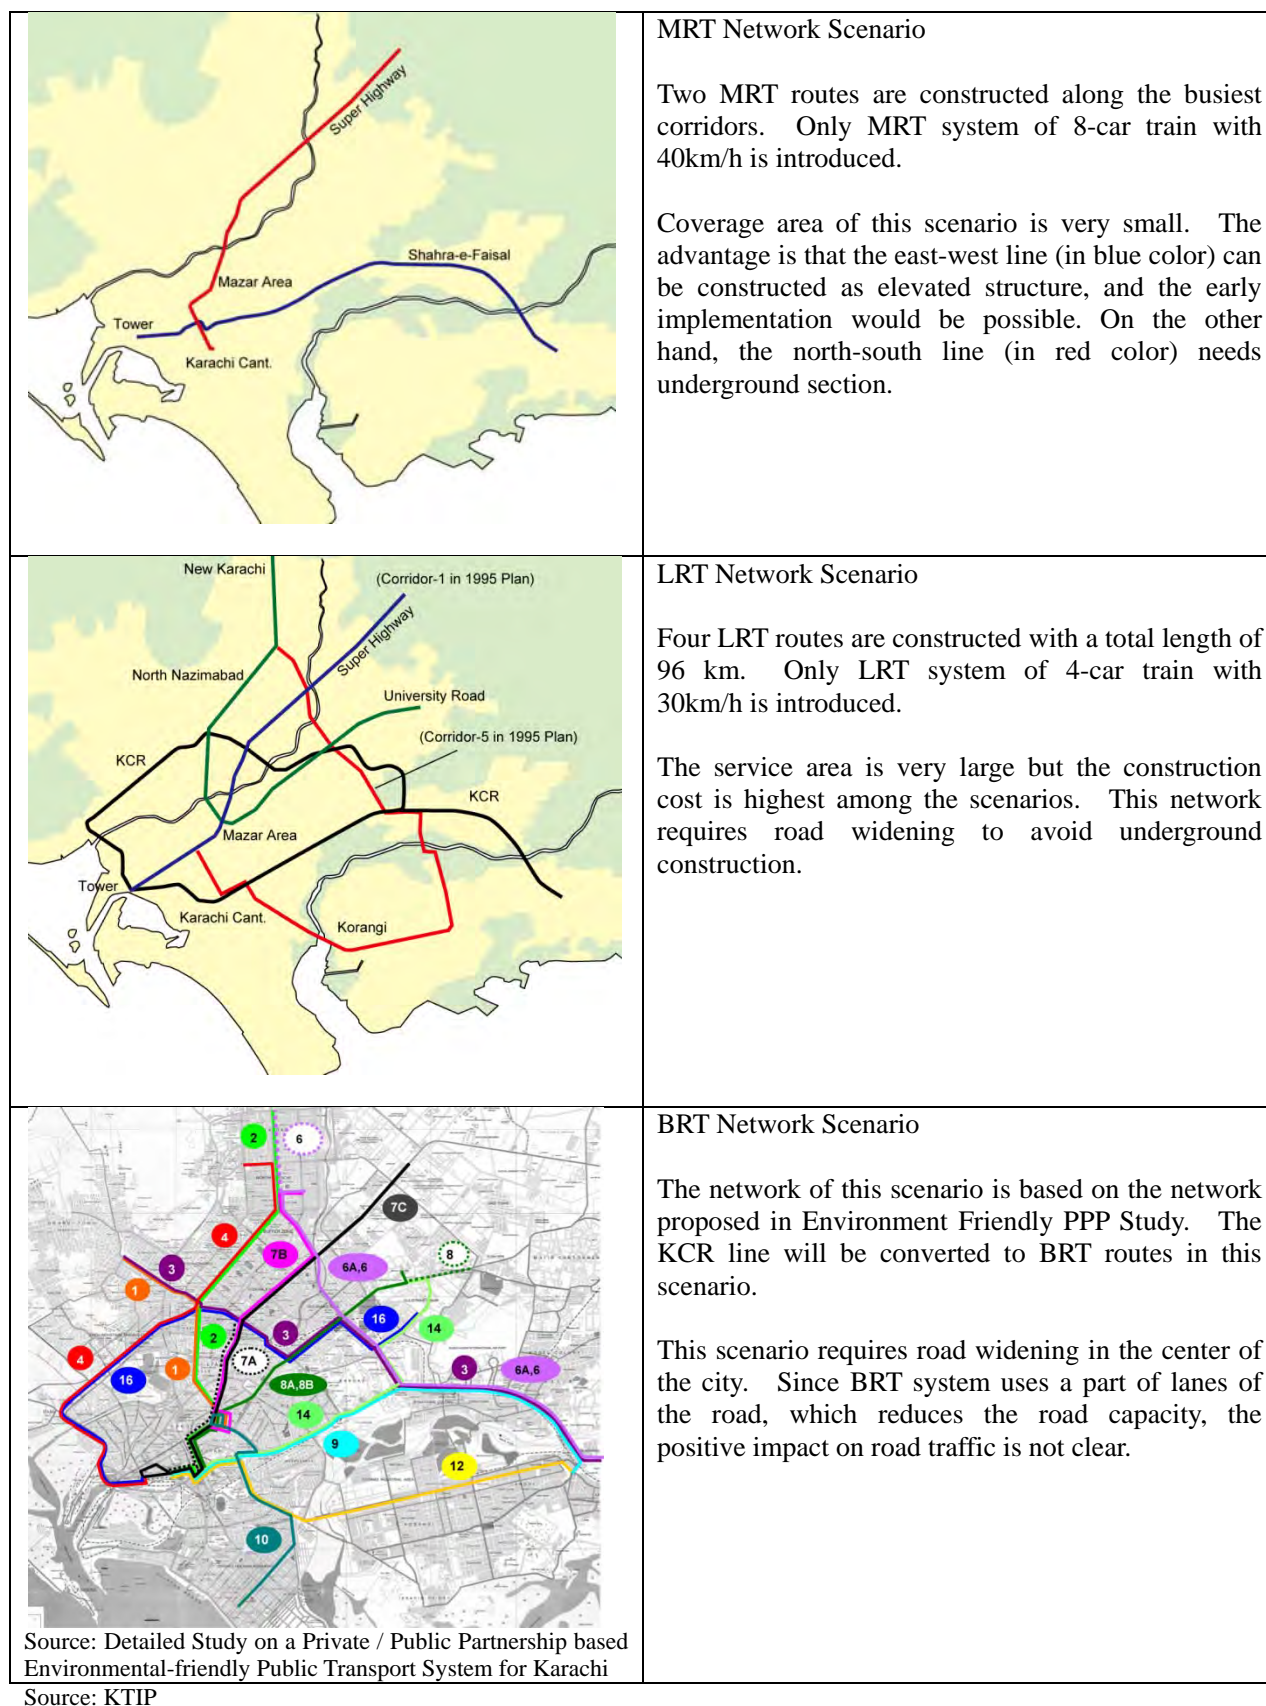 Super Highway
Shahra-e-Faisal
Mazar Area
Tower
Karachi Cant.
MRT Network Scenario
Two MRT routes are constructed along the busiest
corridors. Only MRT system of 8-car train with
40km/h is introduced.
Coverage area of this scenario is very small. The
advantage is that the east-west line (in blue color) can
be constructed as elevated structure, and the early
implementation would be possible. On the other
hand, the north-south line (in red color) needs
underground section.
New Karachi
(Corridor-1 in 1995 Plan)
Super Highway
North Nazimabad
University Road
(Corridor-5 in 1995 Plan)
KCR
KCR
Mazar Area
Tower
Karachi Cant.
Korangi
LRT Network Scenario
Four LRT routes are constructed with a total length of
96 km. Only LRT system of 4-car train with
30km/h is introduced.
The service area is very large but the construction
cost is highest among the scenarios. This network
requires road widening to avoid underground
construction.
2
6
7C
4
7B
8
3
6A,6
1
16
14
2
3
4
7A
3
6A,6
16
1
8A,8B
14
9
12
10
Source: Detailed Study on a Private / Public Partnership based
Environmental-friendly Public Transport System for Karachi
BRT Network Scenario
The network of this scenario is based on the network
proposed in Environment Friendly PPP Study. The
KCR line will be converted to BRT routes in this
scenario.
This scenario requires road widening in the center of
the city. Since BRT system uses a part of lanes of
the road, which reduces the road capacity, the
positive impact on road traffic is not clear.
Source: KTIP